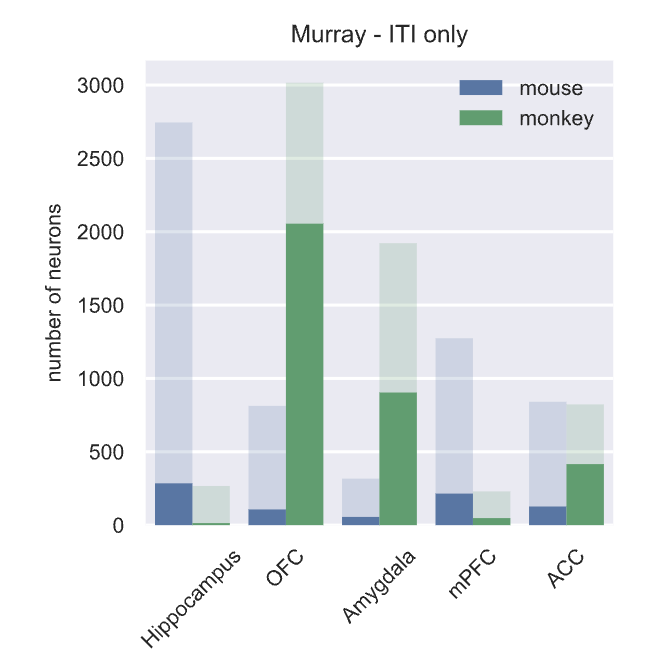 Murray - ITI only
mouse
monkey
number of neurons
3000
2500
2000
1500
1000
500
0
Hippocampus
OFC
Amygdala
mPFC
ACC